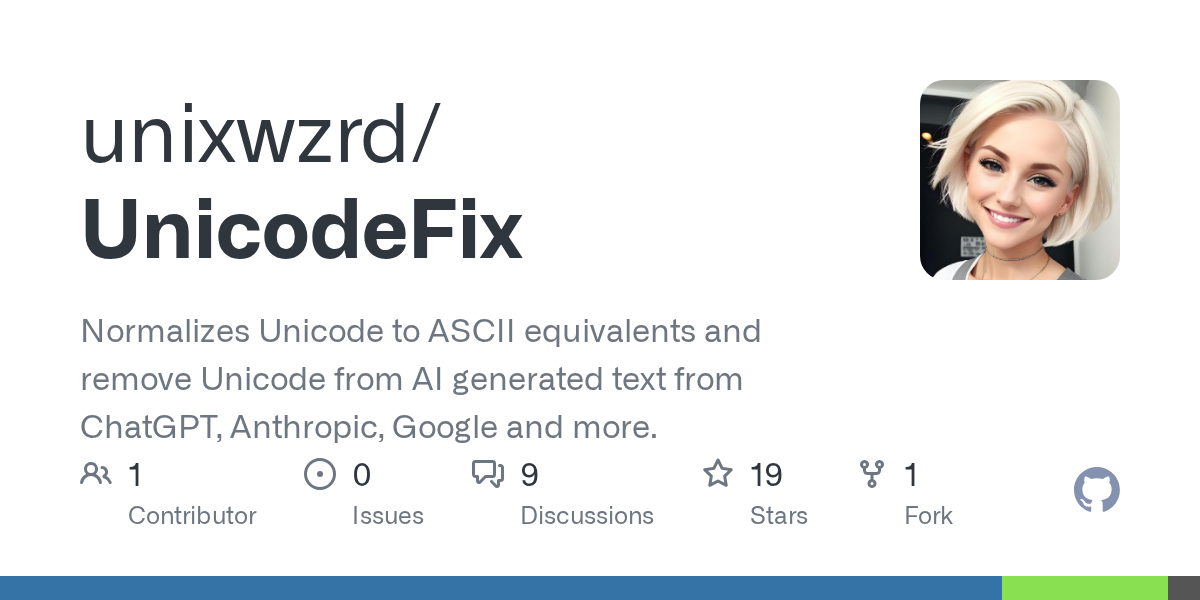 unixwzrd/
UnicodeFix
Normalizes Unicode to ASCII equivalents and
remove Unicode from AI generated text from
ChatGPT, Anthropic, Google and more.
1 0 9 19 1
Contributor Issues Discussions Stars Fork